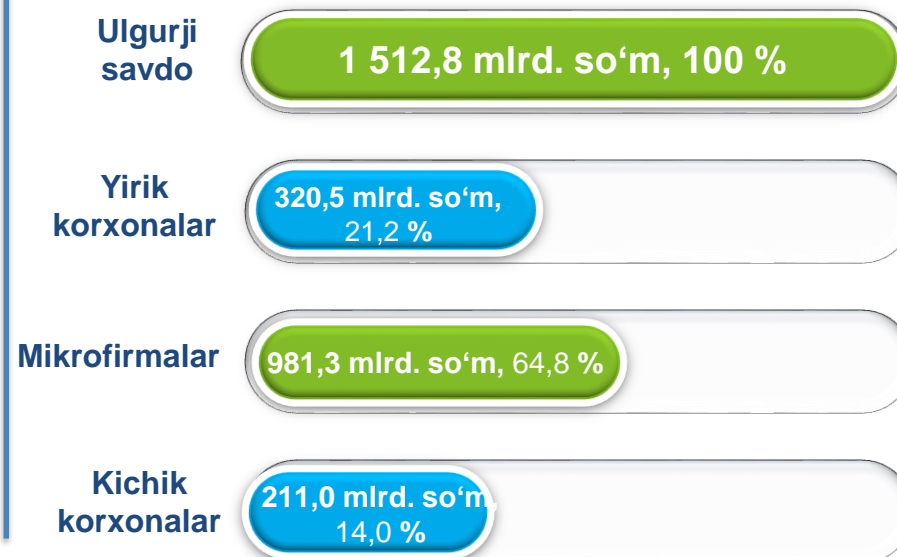 Ulgurji
savdo
1 512,8 mlrd. so‘m, 100 %
Yirik
korxonalar
320,5 mlrd. so‘m,
21,2 %
Mikrofirmalar
981,3 mlrd. so‘m, 64,8 %
Kichik
korxonalar
211,0 mlrd. so‘m,
14,0 %